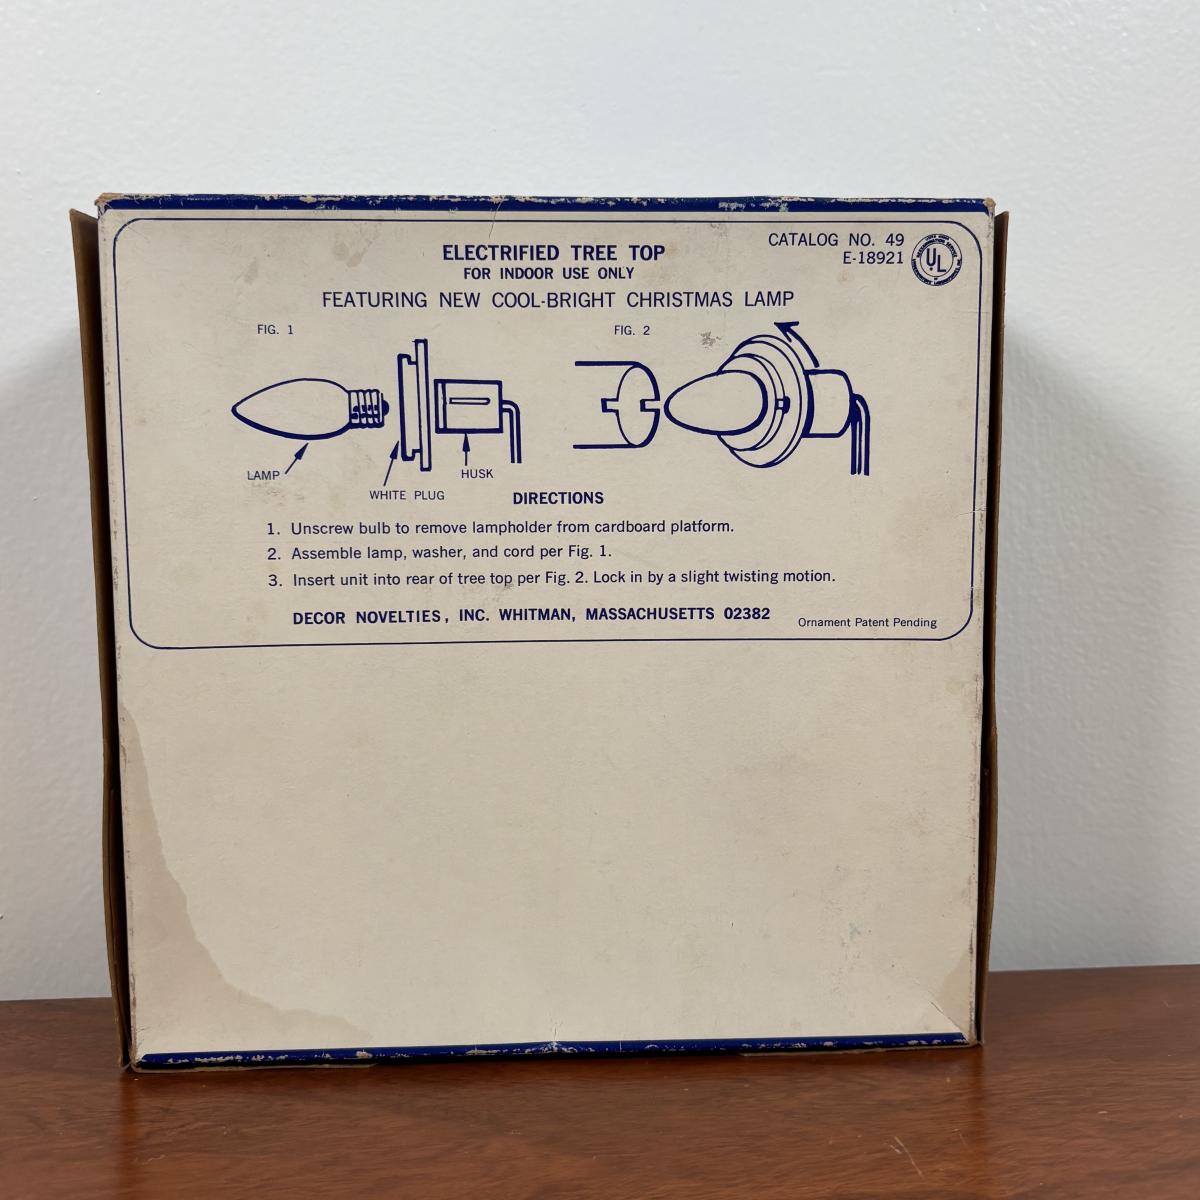 ELECTRIFIED TREE TOP
FOR INDOOR USE ONLY
CATALOG NO. 49
E-18921
UL
FEATURING NEW COOL-BRIGHT CHRISTMAS LAMP
FIG. 1
FIG. 2
LAMP
WHITE PLUG
HUSK
DIRECTIONS
1. Unscrew bulb to remove lampholder from cardboard platform.
2. Assemble lamp, washer, and cord per Fig. 1.
3. Insert unit into rear of tree top per Fig. 2. Lock in by a slight twisting motion.
DECOR NOVELTIES, INC. WHITMAN, MASSACHUSETTS 02382
Ornament Patent Pending